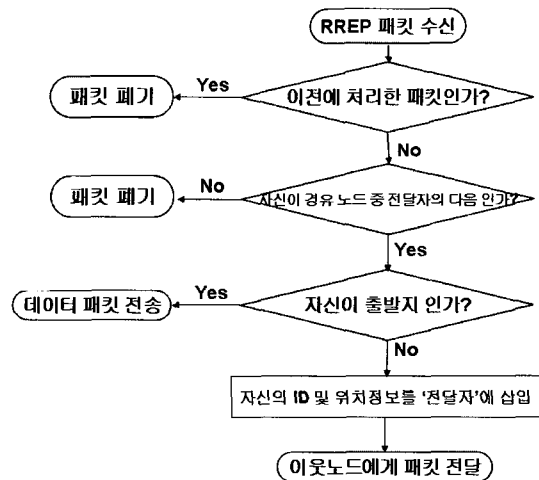 RREP 패킷 수신
이전에 처리한 패킷인가?
Yes
패킷 폐기
No
자신이 경유 노드 중 전달자의 다음 인가?
No
패킷 폐기
Yes
자신이 출발지 인가?
Yes
데이터 패킷 전송
No
자신의 ID 및 위치정보를 '전달자'에 삽입
이웃노드에게 패킷 전달